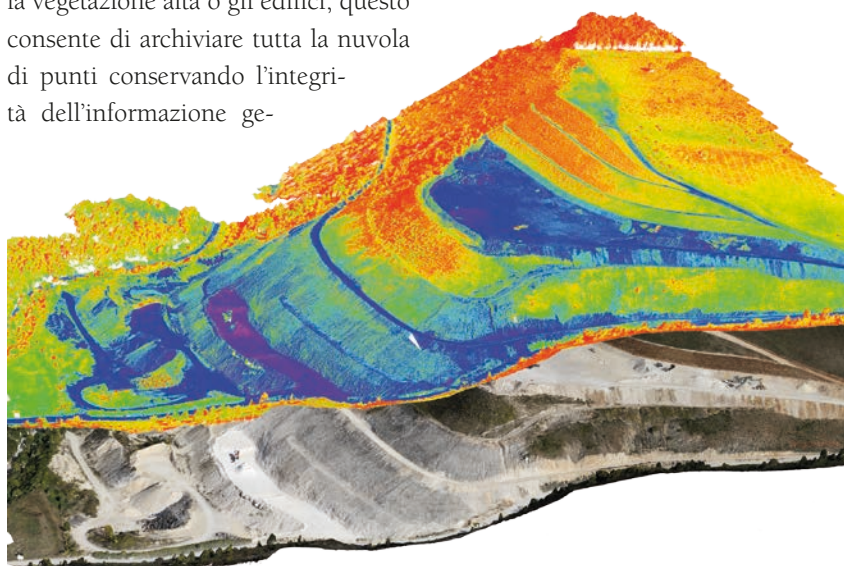 la vegetazione alta o gli edifici, questo
consente di archiviare tutta la nuvola
di punti conservando l'integri-
tà dell'informazione ge-